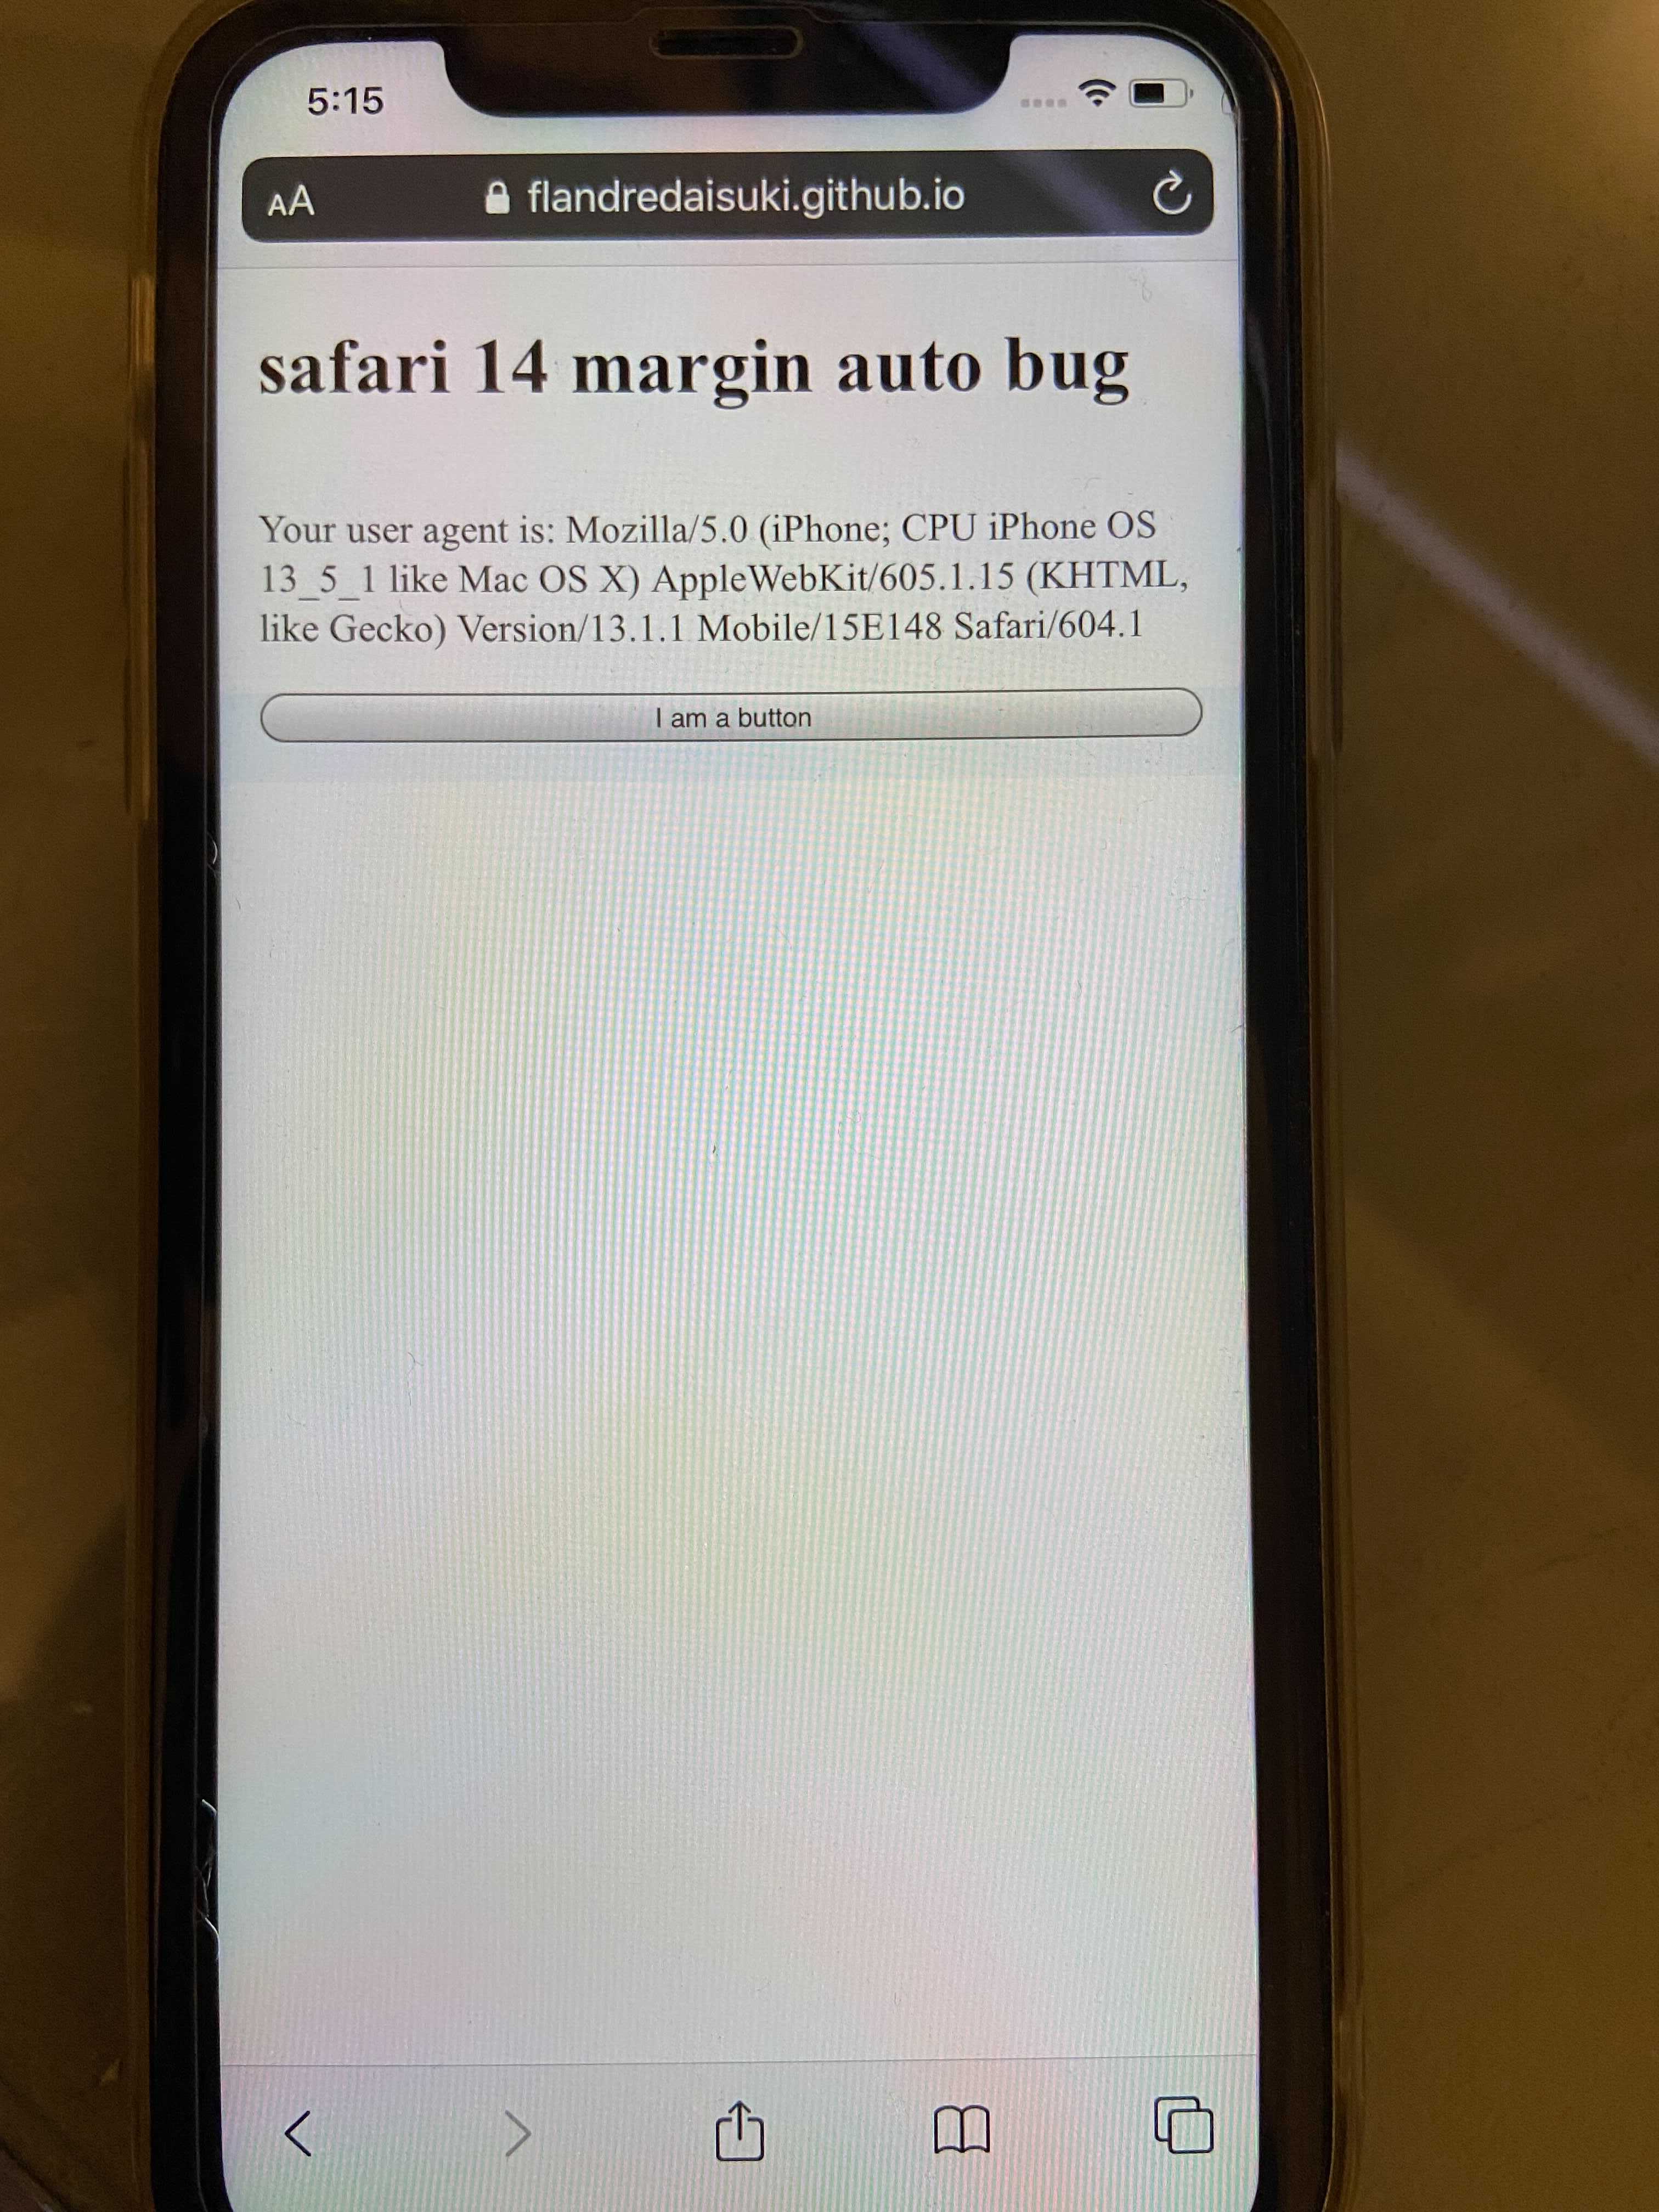 5:15
AA flandredaisuki.github.io
safari 14 margin auto bug
Your user agent is: Mozilla/5.0 (iPhone; CPU iPhone OS
13_5_1 like Mac OS X) AppleWebKit/605.1.15 (KHTML,
like Gecko) Version/13.1.1 Mobile/15E148 Safari/604.1
I am a button